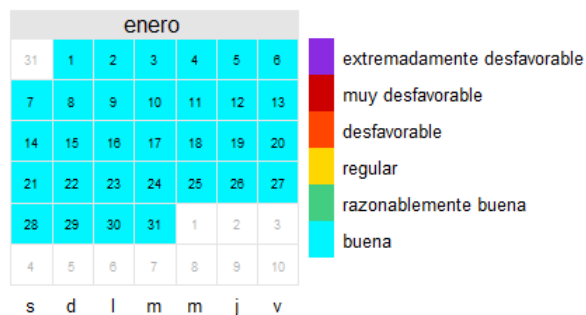 enero
31 1 2 3 4 5 6
7 8 9 10 11 12 13
14 15 16 17 18 19 20
21 22 23 24 25 26 27
28 29 30 31 1 2 3
4 5 6 7 8 9 10
s d l m m j v
extremadamente desfavorable
muy desfavorable
desfavorable
regular
razonablemente buena
buena